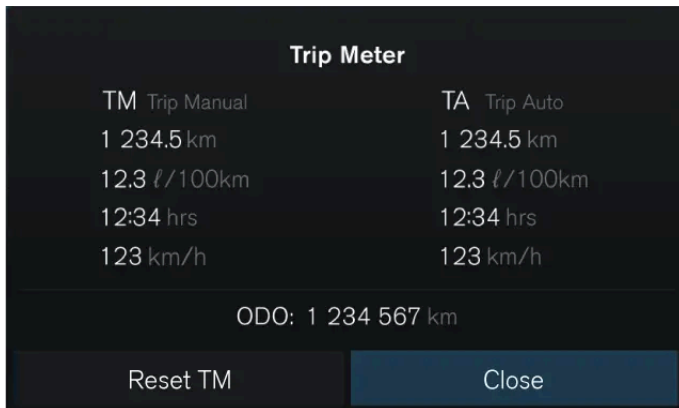 Trip Meter
TM Trip Manual
1 234.5 km
12.3 ℓ/100km
12:34 hrs
123 km/h
TA Trip Auto
1 234.5 km
12.3 ℓ/100km
12:34 hrs
123 km/h
ODO: 1 234 567 km
Reset TM
Close